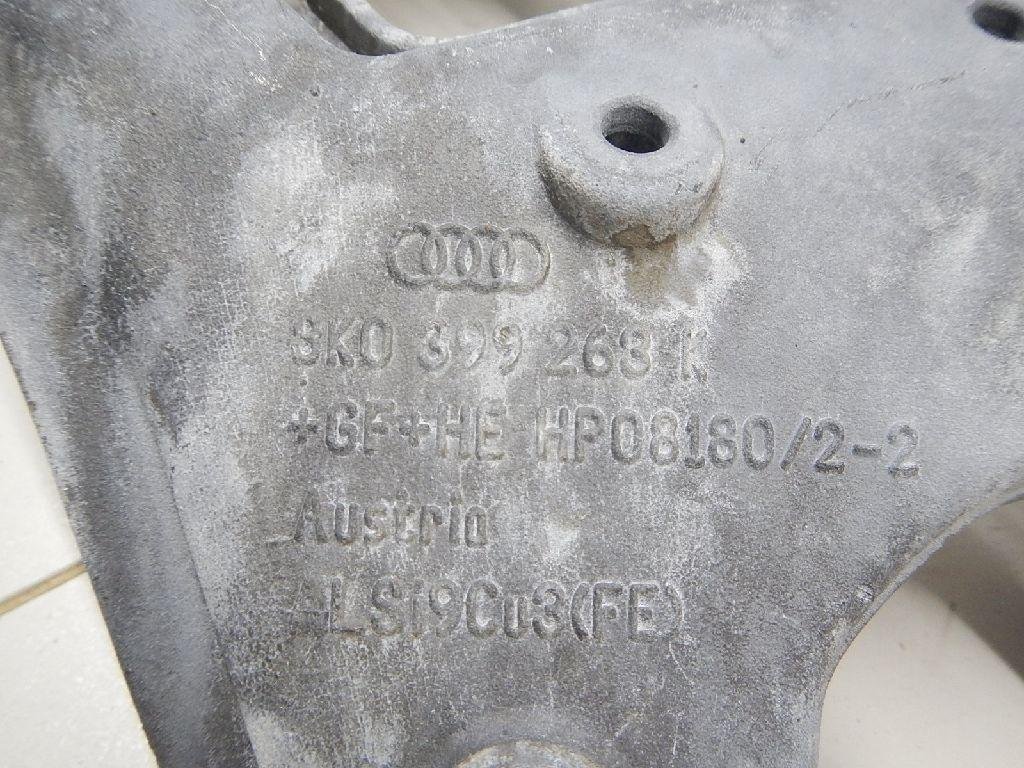 8K0 399 263 K
+GF+HE HP08180/2-2
Austria
ALSi9Cu3(FE)